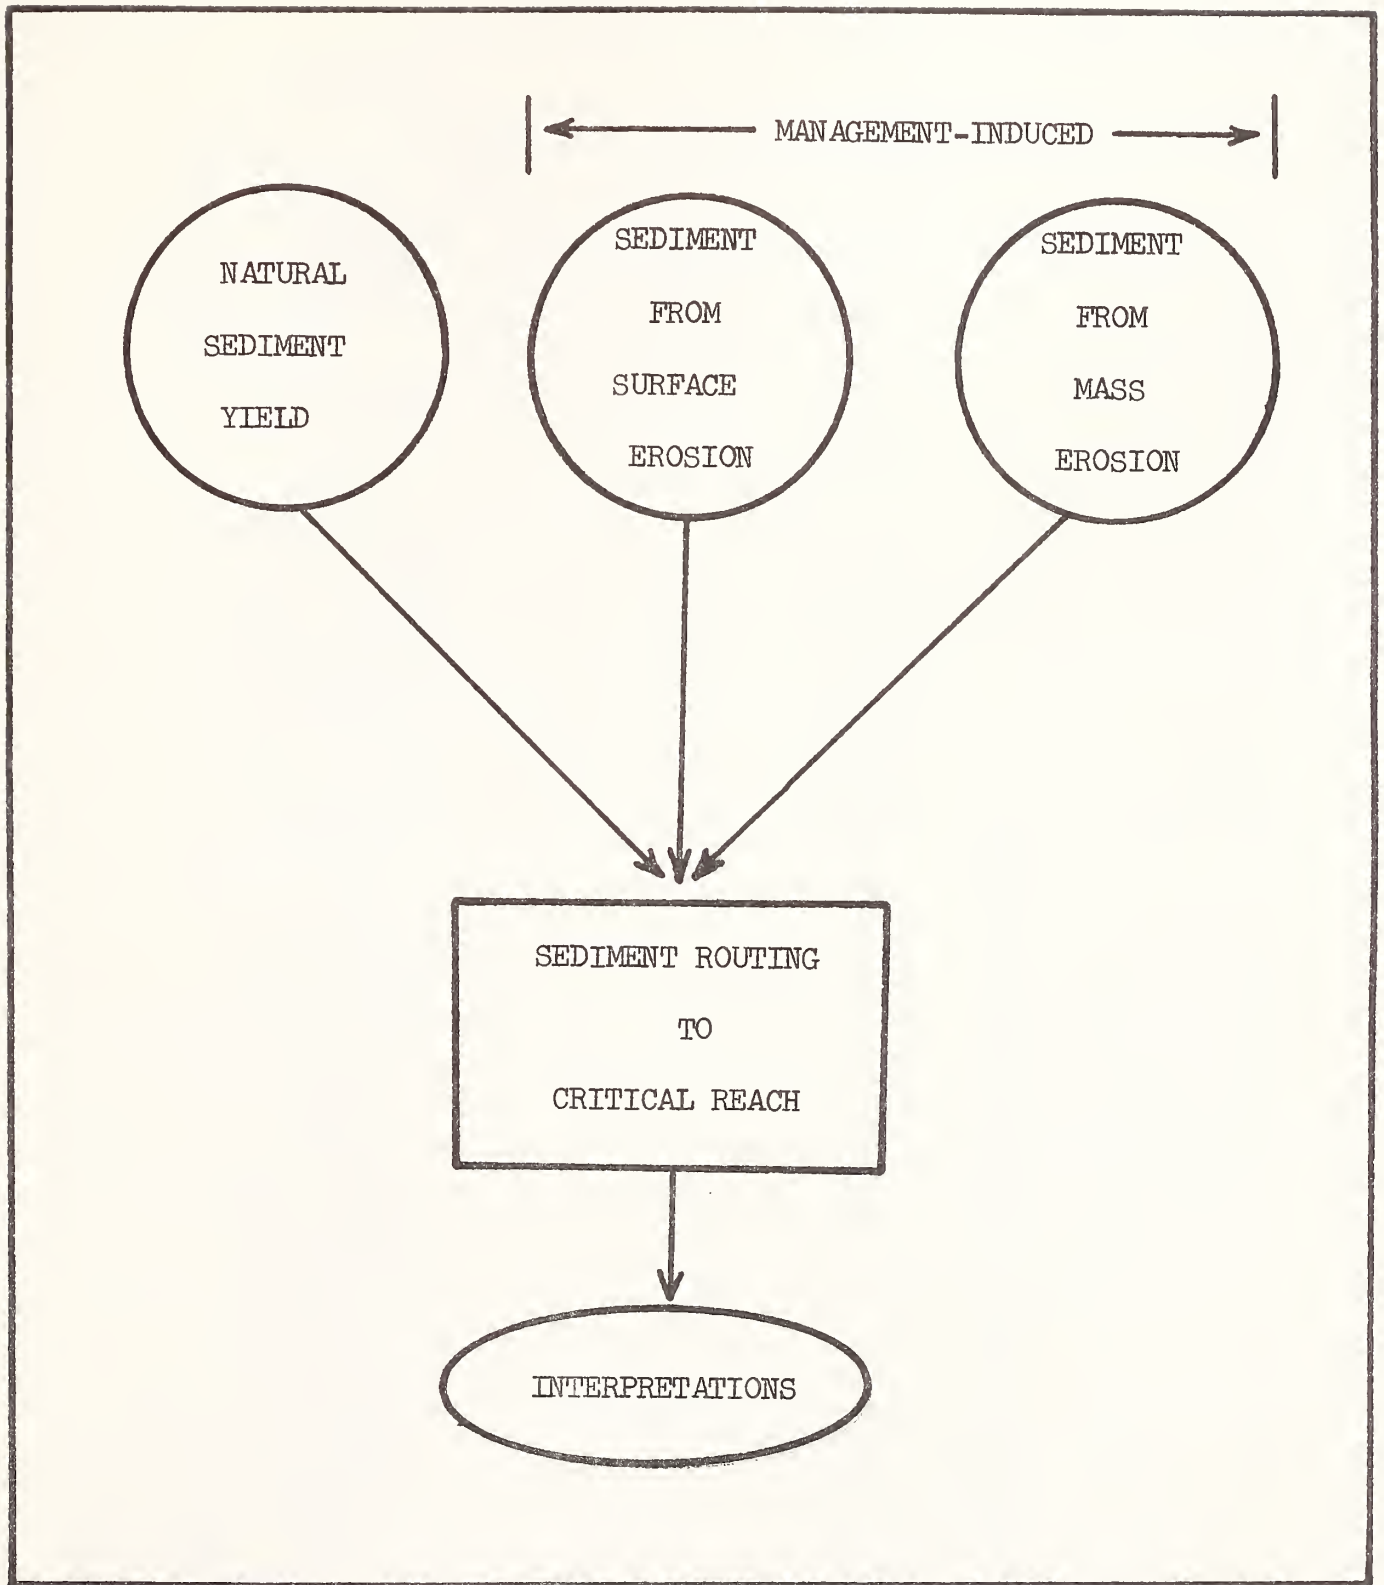 MANAGEMENT-INDUCED
NATURAL
SEDIMENT
YIELD
SEDIMENT
FROM
SURFACE
EROSION
SEDIMENT
FROM
MASS
EROSION
SEDIMENT ROUTING
TO
CRITICAL REACH
INTERPRETATIONS